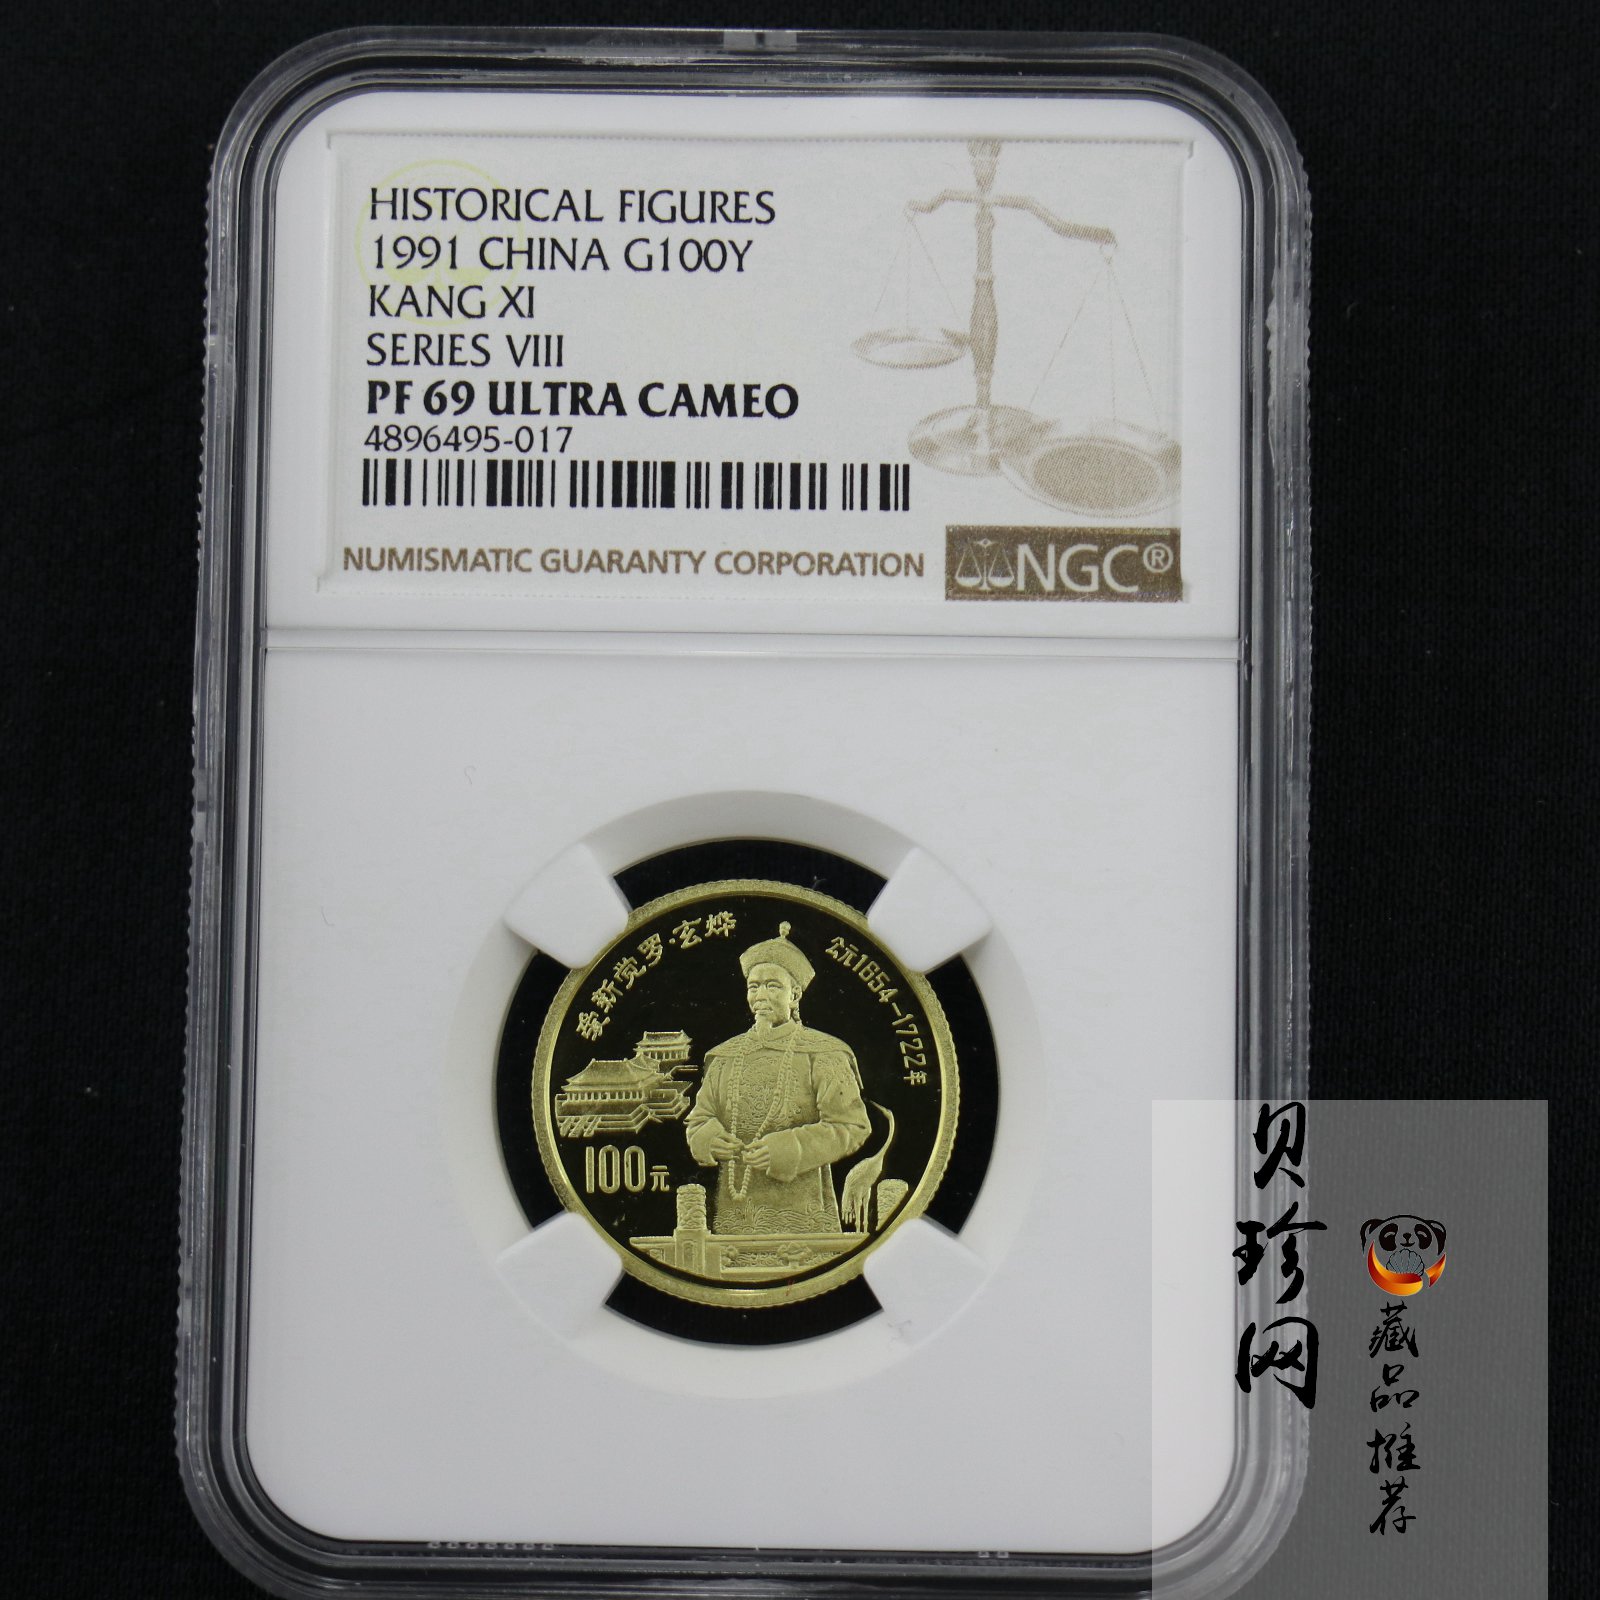 HISTORICAL FIGURES
1991 CHINA G100Y
KANG XI
SERIES VIII
PF 69 ULTRA CAMEO
4896495-017
NUMISMATIC GUARANTY CORPORATION
NGC®
爱新觉罗·玄烨
公元1654-1722年
100元
贝珍网
藏品推荐